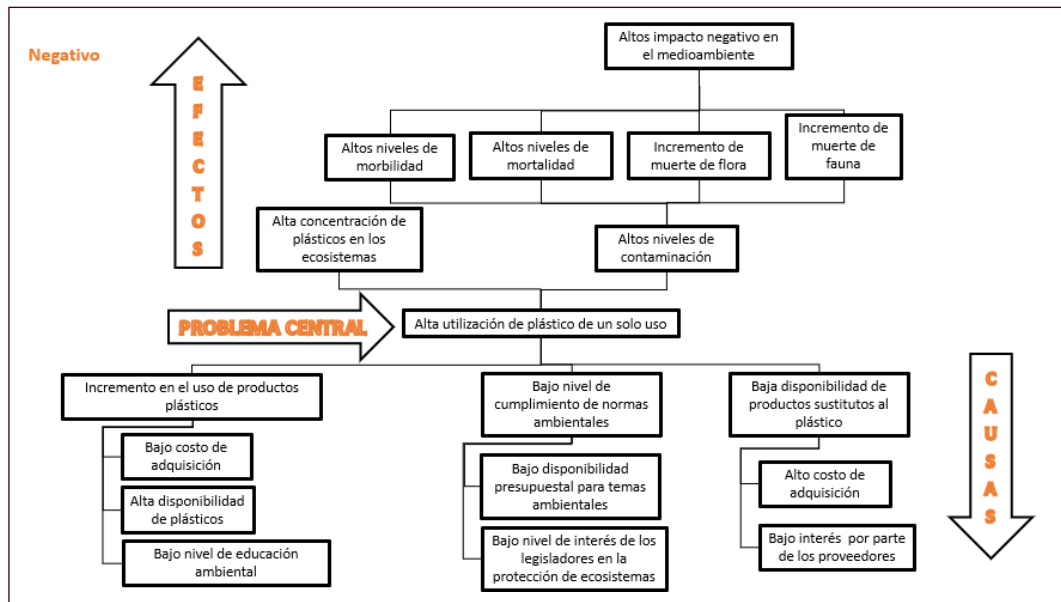 Negativo
EFECTOS
Altos impacto negativo en
el medioambiente
Altos niveles de
morbilidad
Altos niveles de
mortalidad
Incremento de
muerte de flora
Incremento de
muerte de
fauna
Alta concentración de
plásticos en los
ecosistemas
Altos niveles de
contaminación
PROBLEMA CENTRAL
Alta utilización de plástico de un solo uso
CAUSAS
Incremento en el uso de productos
plásticos
Bajo costo de
adquisición
Alta disponibilidad
de plásticos
Bajo nivel de educación
ambiental
Bajo nivel de
cumplimiento de normas
ambientales
Bajo disponibilidad
presupuestal para temas
ambientales
Bajo nivel de interés de los
legisladores en la
protección de ecosistemas
Baja disponibilidad de
productos sustitutos al
plástico
Alto costo de
adquisición
Bajo interés por parte
de los proveedores